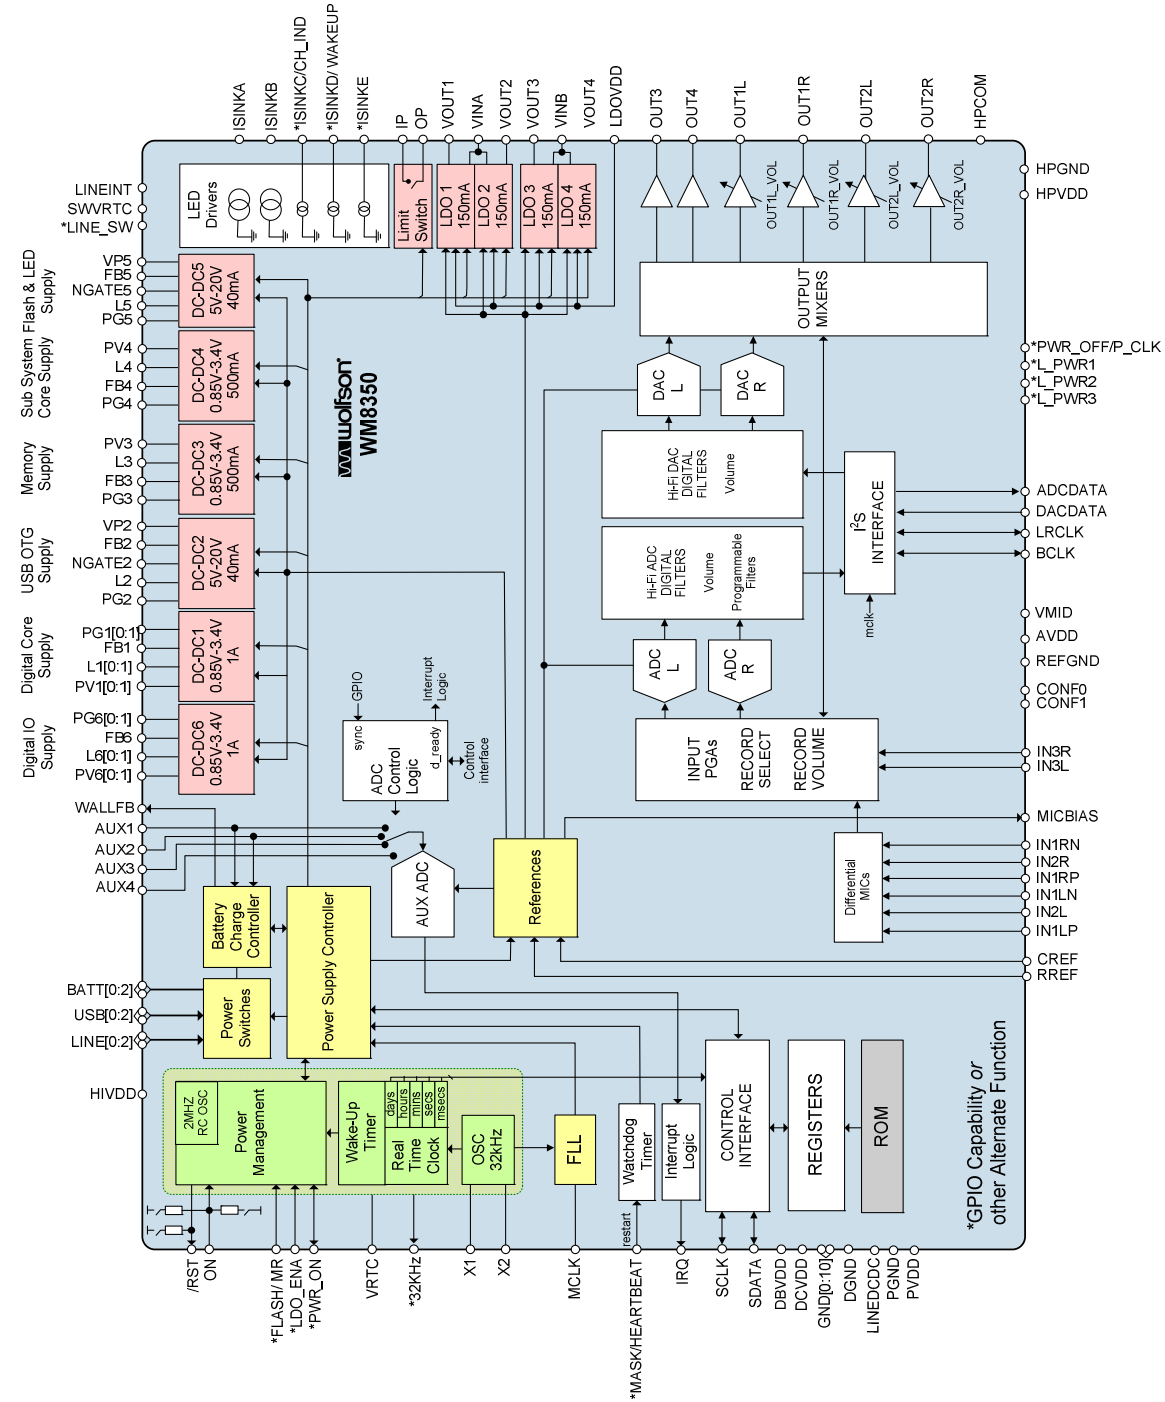 ISINKA
ISINKB
*ISINKC/CH_IND
*ISINKD/ WAKEUP
*ISINKE
IP
OP
VOUT1
VINA
VOUT2
VOUT3
VINB
VOUT4
LDOVDD
OUT3
OUT4
OUT1L
OUT1R
OUT2L
OUT2R
HPCOM
LINEINT
SWVRTC
*LINE_SW
LED
Drivers
Limit
Switch
LDO 1
150mA
LDO 2
150mA
LDO 3
150mA
LDO 4
150mA
OUT1L_VOL
OUT1R_VOL
OUT2L_VOL
OUT2R_VOL
HPGND
HPVDD
Flash & LED
Supply
VP5
FB5
NGATE5
L5
PG5
DC-DC5
5V-20V
40mA
Sub System
Core Supply
PV4
L4
FB4
PG4
DC-DC4
0.85V-3.4V
500mA
Memory
Supply
PV3
L3
FB3
PG3
DC-DC3
0.85V-3.4V
500mA
USB OTG
Supply
VP2
FB2
NGATE2
L2
PG2
DC-DC2
5V-20V
40mA
Digital Core
Supply
PG1[0:1]
FB1
L1[0:1]
PV1[0:1]
DC-DC1
0.85V-3.4V
1A
Digital IO
Supply
PG6[0:1]
FB6
L6[0:1]
PV6[0:1]
DC-DC6
0.85V-3.4V
1A
wolfson
WM8350
OUTPUT
MIXERS
DAC
L
DAC
R
Hi-Fi DAC
DIGITAL
FILTERS
Volume
Hi-Fi ADC
DIGITAL
FILTERS
Volume
Programmable
Filters
I2S
INTERFACE
mclk
ADC
L
ADC
R
INPUT
PGAs
RECORD
SELECT
RECORD
VOLUME
Differential
MICs
*PWR_OFF/P_CLK
*L_PWR1
*L_PWR2
*L_PWR3
ADCDATA
DACDATA
LRCLK
BCLK
VMID
AVDD
REFGND
CONF0
CONF1
IN3R
IN3L
MICBIAS
IN1RN
IN2R
IN1RP
IN1LN
IN2L
IN1LP
CREF
RREF
GPIO
sync
Interrupt
Logic
d_ready
ADC
Control
Logic
Control
interface
WALLFB
AUX1
AUX2
AUX3
AUX4
AUX ADC
References
Battery
Charge
Controller
Power Supply Controller
Power
Switches
BATT[0:2]
USB[0:2]
LINE[0:2]
HIVDD
2MHZ
RC OSC
Power
Management
Wake-Up
Timer
days
hours
mins
secs
msecs
Real
Time
Clock
OSC
32kHz
FLL
Watchdog
Timer
restart
Interrupt
Logic
CONTROL
INTERFACE
REGISTERS
ROM
*GPIO Capability or
other Alternate Function
/RST
ON
*FLASH/ MR
*LDO_ENA
*PWR_ON
VRTC
*32KHz
X1
X2
MCLK
*MASK/HEARTBEAT
IRQ
SCLK
SDATA
DBVDD
DCVDD
GND[0:10]
DGND
LINEDCDC
PGND
PVDD